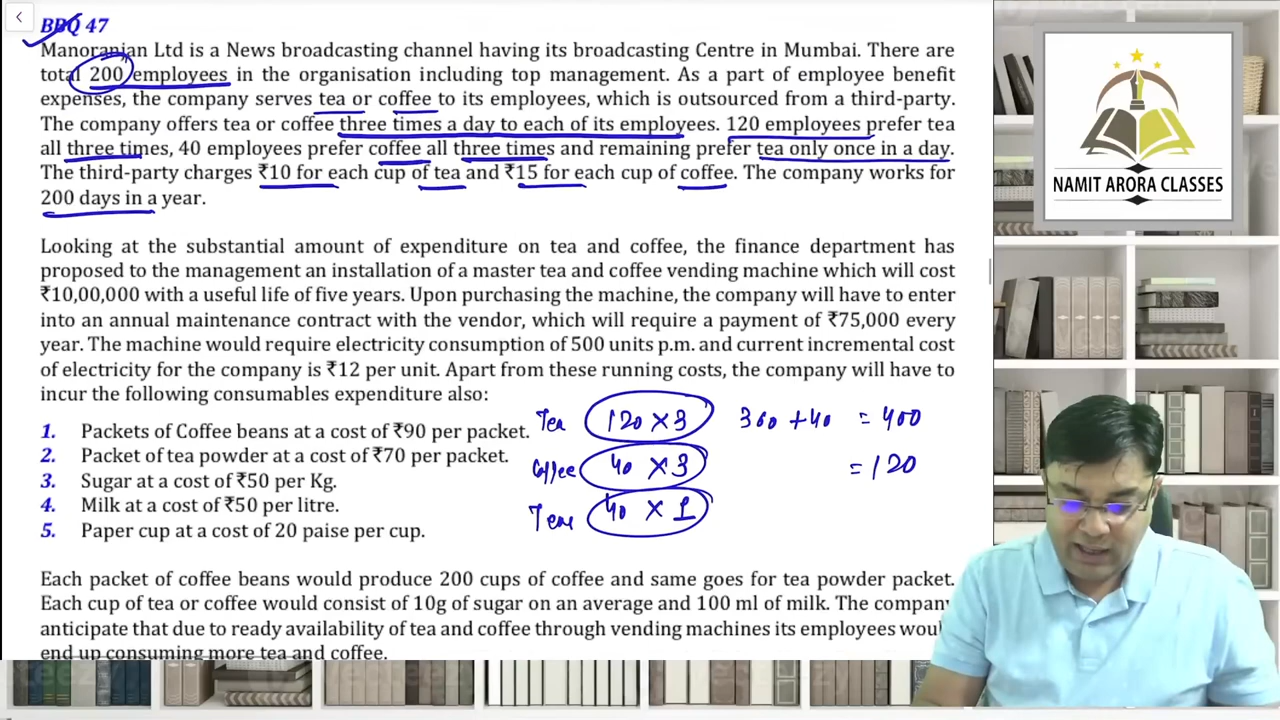 BBQ 47
Manoranjan Ltd is a News broadcasting channel having its broadcasting Centre in Mumbai. There are
total 200 employees in the organisation including top management. As a part of employee benefit
expenses, the company serves tea or coffee to its employees, which is outsourced from a third-party.
The company offers tea or coffee three times a day to each of its employees. 120 employees prefer tea
all three times, 40 employees prefer coffee all three times and remaining prefer tea only once in a day.
The third-party charges ₹10 for each cup of tea and ₹15 for each cup of coffee. The company works for
200 days in a year.
Looking at the substantial amount of expenditure on tea and coffee, the finance department has
proposed to the management an installation of a master tea and coffee vending machine which will cost
₹10,00,000 with a useful life of five years. Upon purchasing the machine, the company will have to enter
into an annual maintenance contract with the vendor, which will require a payment of ₹75,000 every
year. The machine would require electricity consumption of 500 units p.m. and current incremental cost
of electricity for the company is ₹12 per unit. Apart from these running costs, the company will have to
incur the following consumables expenditure also:
1. Packets of Coffee beans at a cost of ₹90 per packet.
2. Packet of tea powder at a cost of ₹70 per packet.
3. Sugar at a cost of ₹50 per Kg.
4. Milk at a cost of ₹50 per litre.
5. Paper cup at a cost of 20 paise per cup.
Tea 120 × 3 360 + 40 = 400
Coffee 40 × 3 = 120
40 × 1
Each packet of coffee beans would produce 200 cups of coffee and same goes for tea powder packet.
Each cup of tea or coffee would consist of 10g of sugar on an average and 100 ml of milk. The company
anticipate that due to ready availability of tea and coffee through vending machines its employees would
end up consuming more tea and coffee.
NAMIT ARORA CLASSES